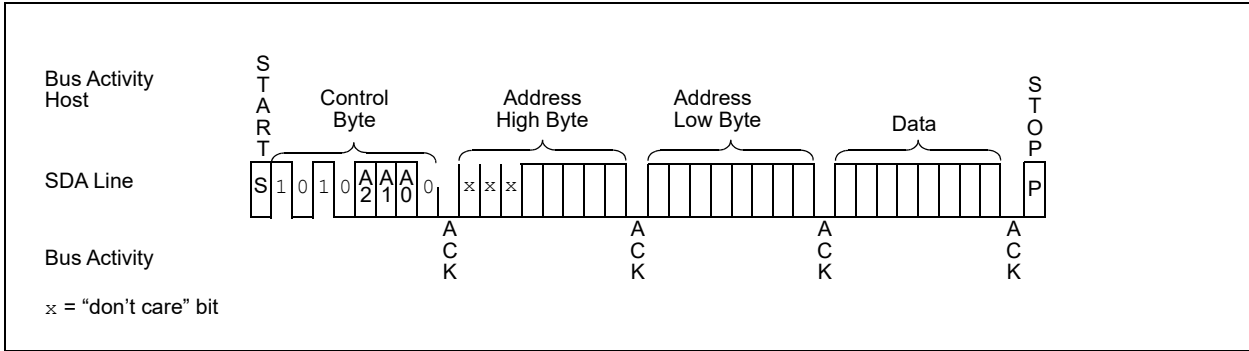 Bus Activity
Host
START
Control
Byte
Address
High Byte
Address
Low Byte
Data
STOP
SDA Line
S 1 0 1 0 A2 A1 A0 0 x x x P
Bus Activity
ACK ACK ACK ACK
x = “don’t care” bit